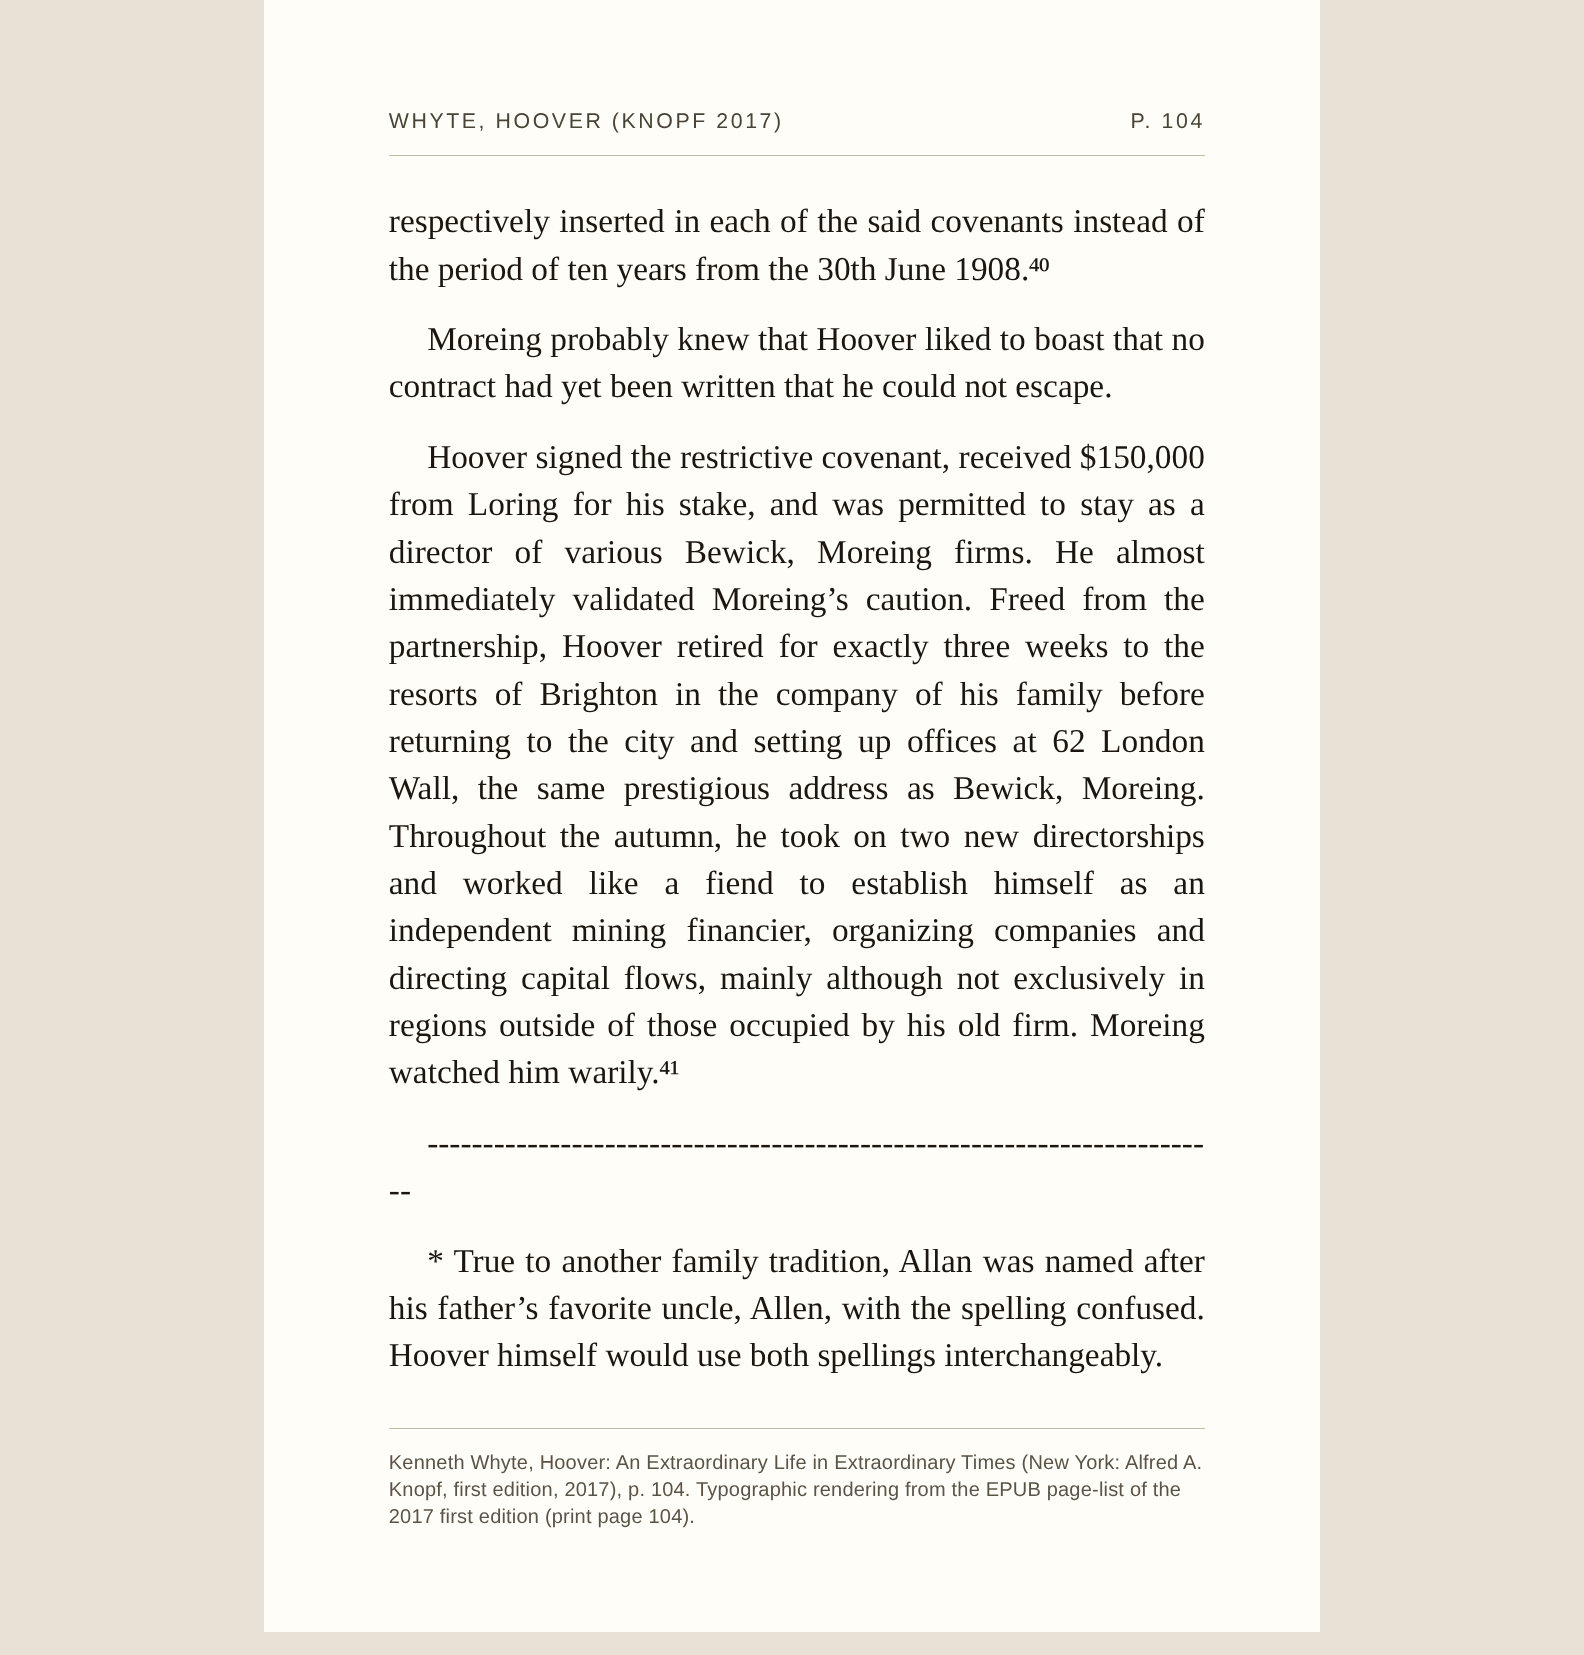 WHYTE, HOOVER (KNOPF 2017)
P. 104
respectively inserted in each of the said covenants instead of
the period of ten years from the 30th June 1908.⁴⁰
Moreing probably knew that Hoover liked to boast that no
contract had yet been written that he could not escape.
Hoover signed the restrictive covenant, received $150,000
from Loring for his stake, and was permitted to stay as a
director of various Bewick, Moreing firms. He almost
immediately validated Moreing’s caution. Freed from the
partnership, Hoover retired for exactly three weeks to the
resorts of Brighton in the company of his family before
returning to the city and setting up offices at 62 London
Wall, the same prestigious address as Bewick, Moreing.
Throughout the autumn, he took on two new directorships
and worked like a fiend to establish himself as an
independent mining financier, organizing companies and
directing capital flows, mainly although not exclusively in
regions outside of those occupied by his old firm. Moreing
watched him warily.⁴¹
----------------------------------------------------------------------
--
* True to another family tradition, Allan was named after
his father’s favorite uncle, Allen, with the spelling confused.
Hoover himself would use both spellings interchangeably.
Kenneth Whyte, Hoover: An Extraordinary Life in Extraordinary Times (New York: Alfred A.
Knopf, first edition, 2017), p. 104. Typographic rendering from the EPUB page-list of the
2017 first edition (print page 104).